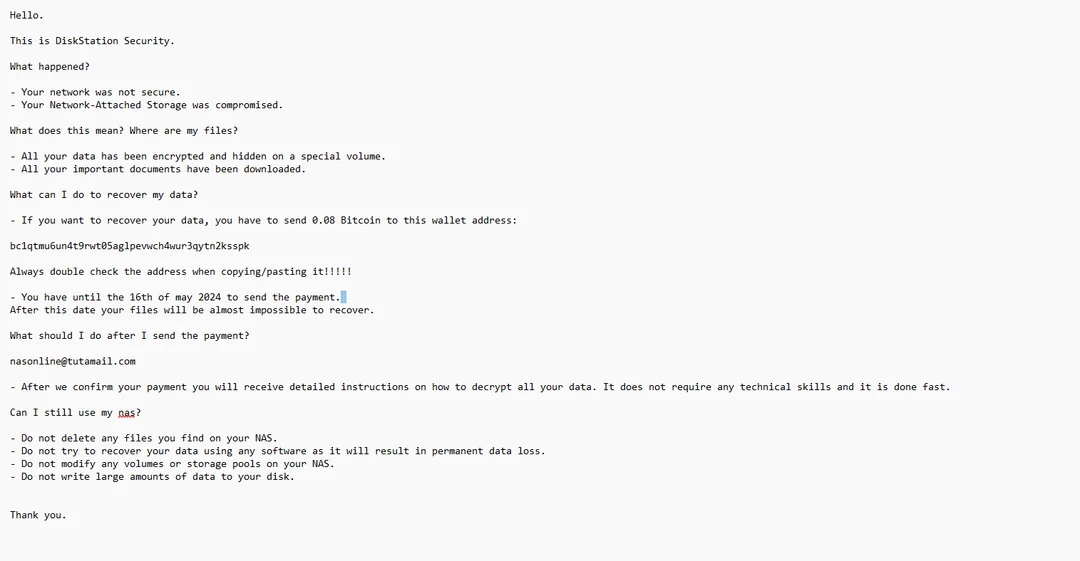 Hello.
This is DiskStation Security.
What happened?
- Your network was not secure.
- Your Network-Attached Storage was compromised.
What does this mean? Where are my files?
- All your data has been encrypted and hidden on a special volume.
- All your important documents have been downloaded.
What can I do to recover my data?
- If you want to recover your data, you have to send 0.08 Bitcoin to this wallet address:
bc1qtmu6un4t9rwt05aglpevwch4wur3qytn2ksspk
Always double check the address when copying/pasting it!!!!!
- You have until the 16th of may 2024 to send the payment.
After this date your files will be almost impossible to recover.
What should I do after I send the payment?
nasonline@tutamail.com
- After we confirm your payment you will receive detailed instructions on how to decrypt all your data. It does not require any technical skills and it is done fast.
Can I still use my nas?
- Do not delete any files you find on your NAS.
- Do not try to recover your data using any software as it will result in permanent data loss.
- Do not modify any volumes or storage pools on your NAS.
- Do not write large amounts of data to your disk.
Thank you.